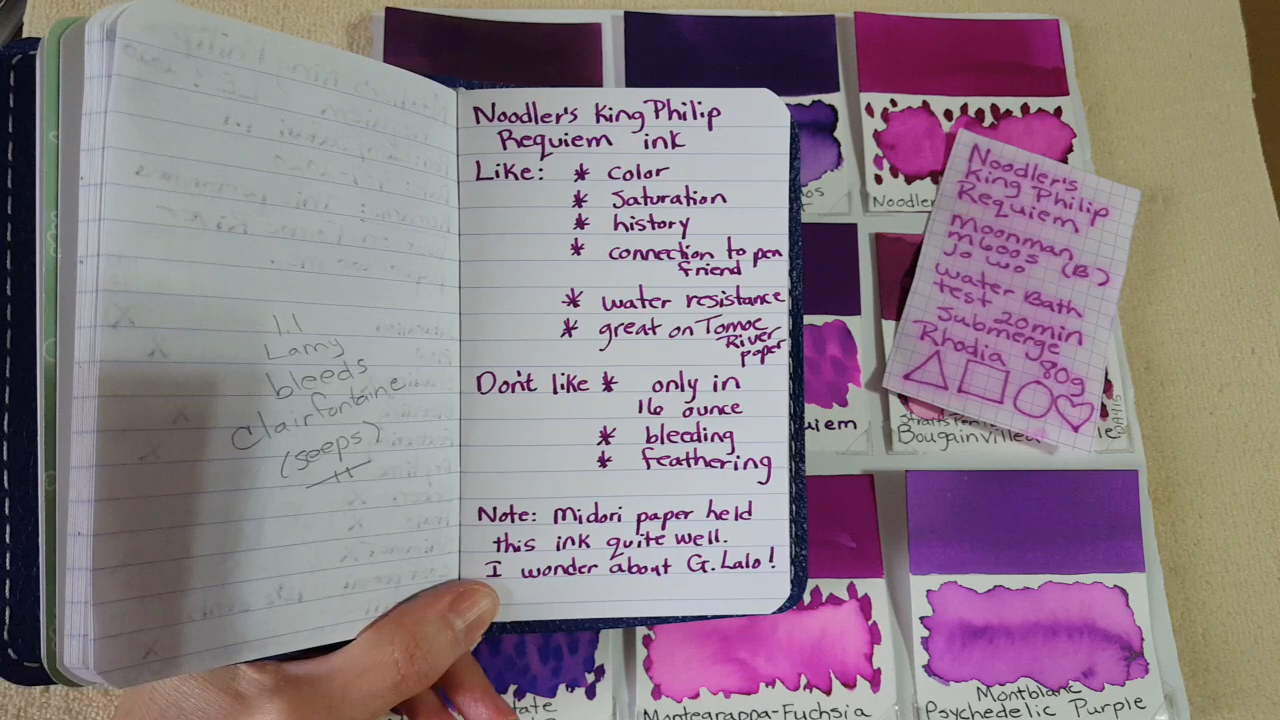 Noodler's King Philip
Requiem ink
Like: * color
* Saturation
* history
* connection to pen
friend
* water resistance
* great on Tomoe
River
paper
Don't like * only in
16 ounce
* bleeding
* feathering
Note: Midori paper held
this ink quite well.
I wonder about G. Lalo!
1.1
Lamy
bleeds
Clairfontaine
(seeps)
Noodler's
King Philip
Requiem
Moonman
M600s (B)
Jo Wo
water Bath
test 20min
Submerge
Rhodia 80g
Noodler
uiem
Bougainvillea
Montegrappa-Fuchsia
Montblanc
Psychedelic Purple